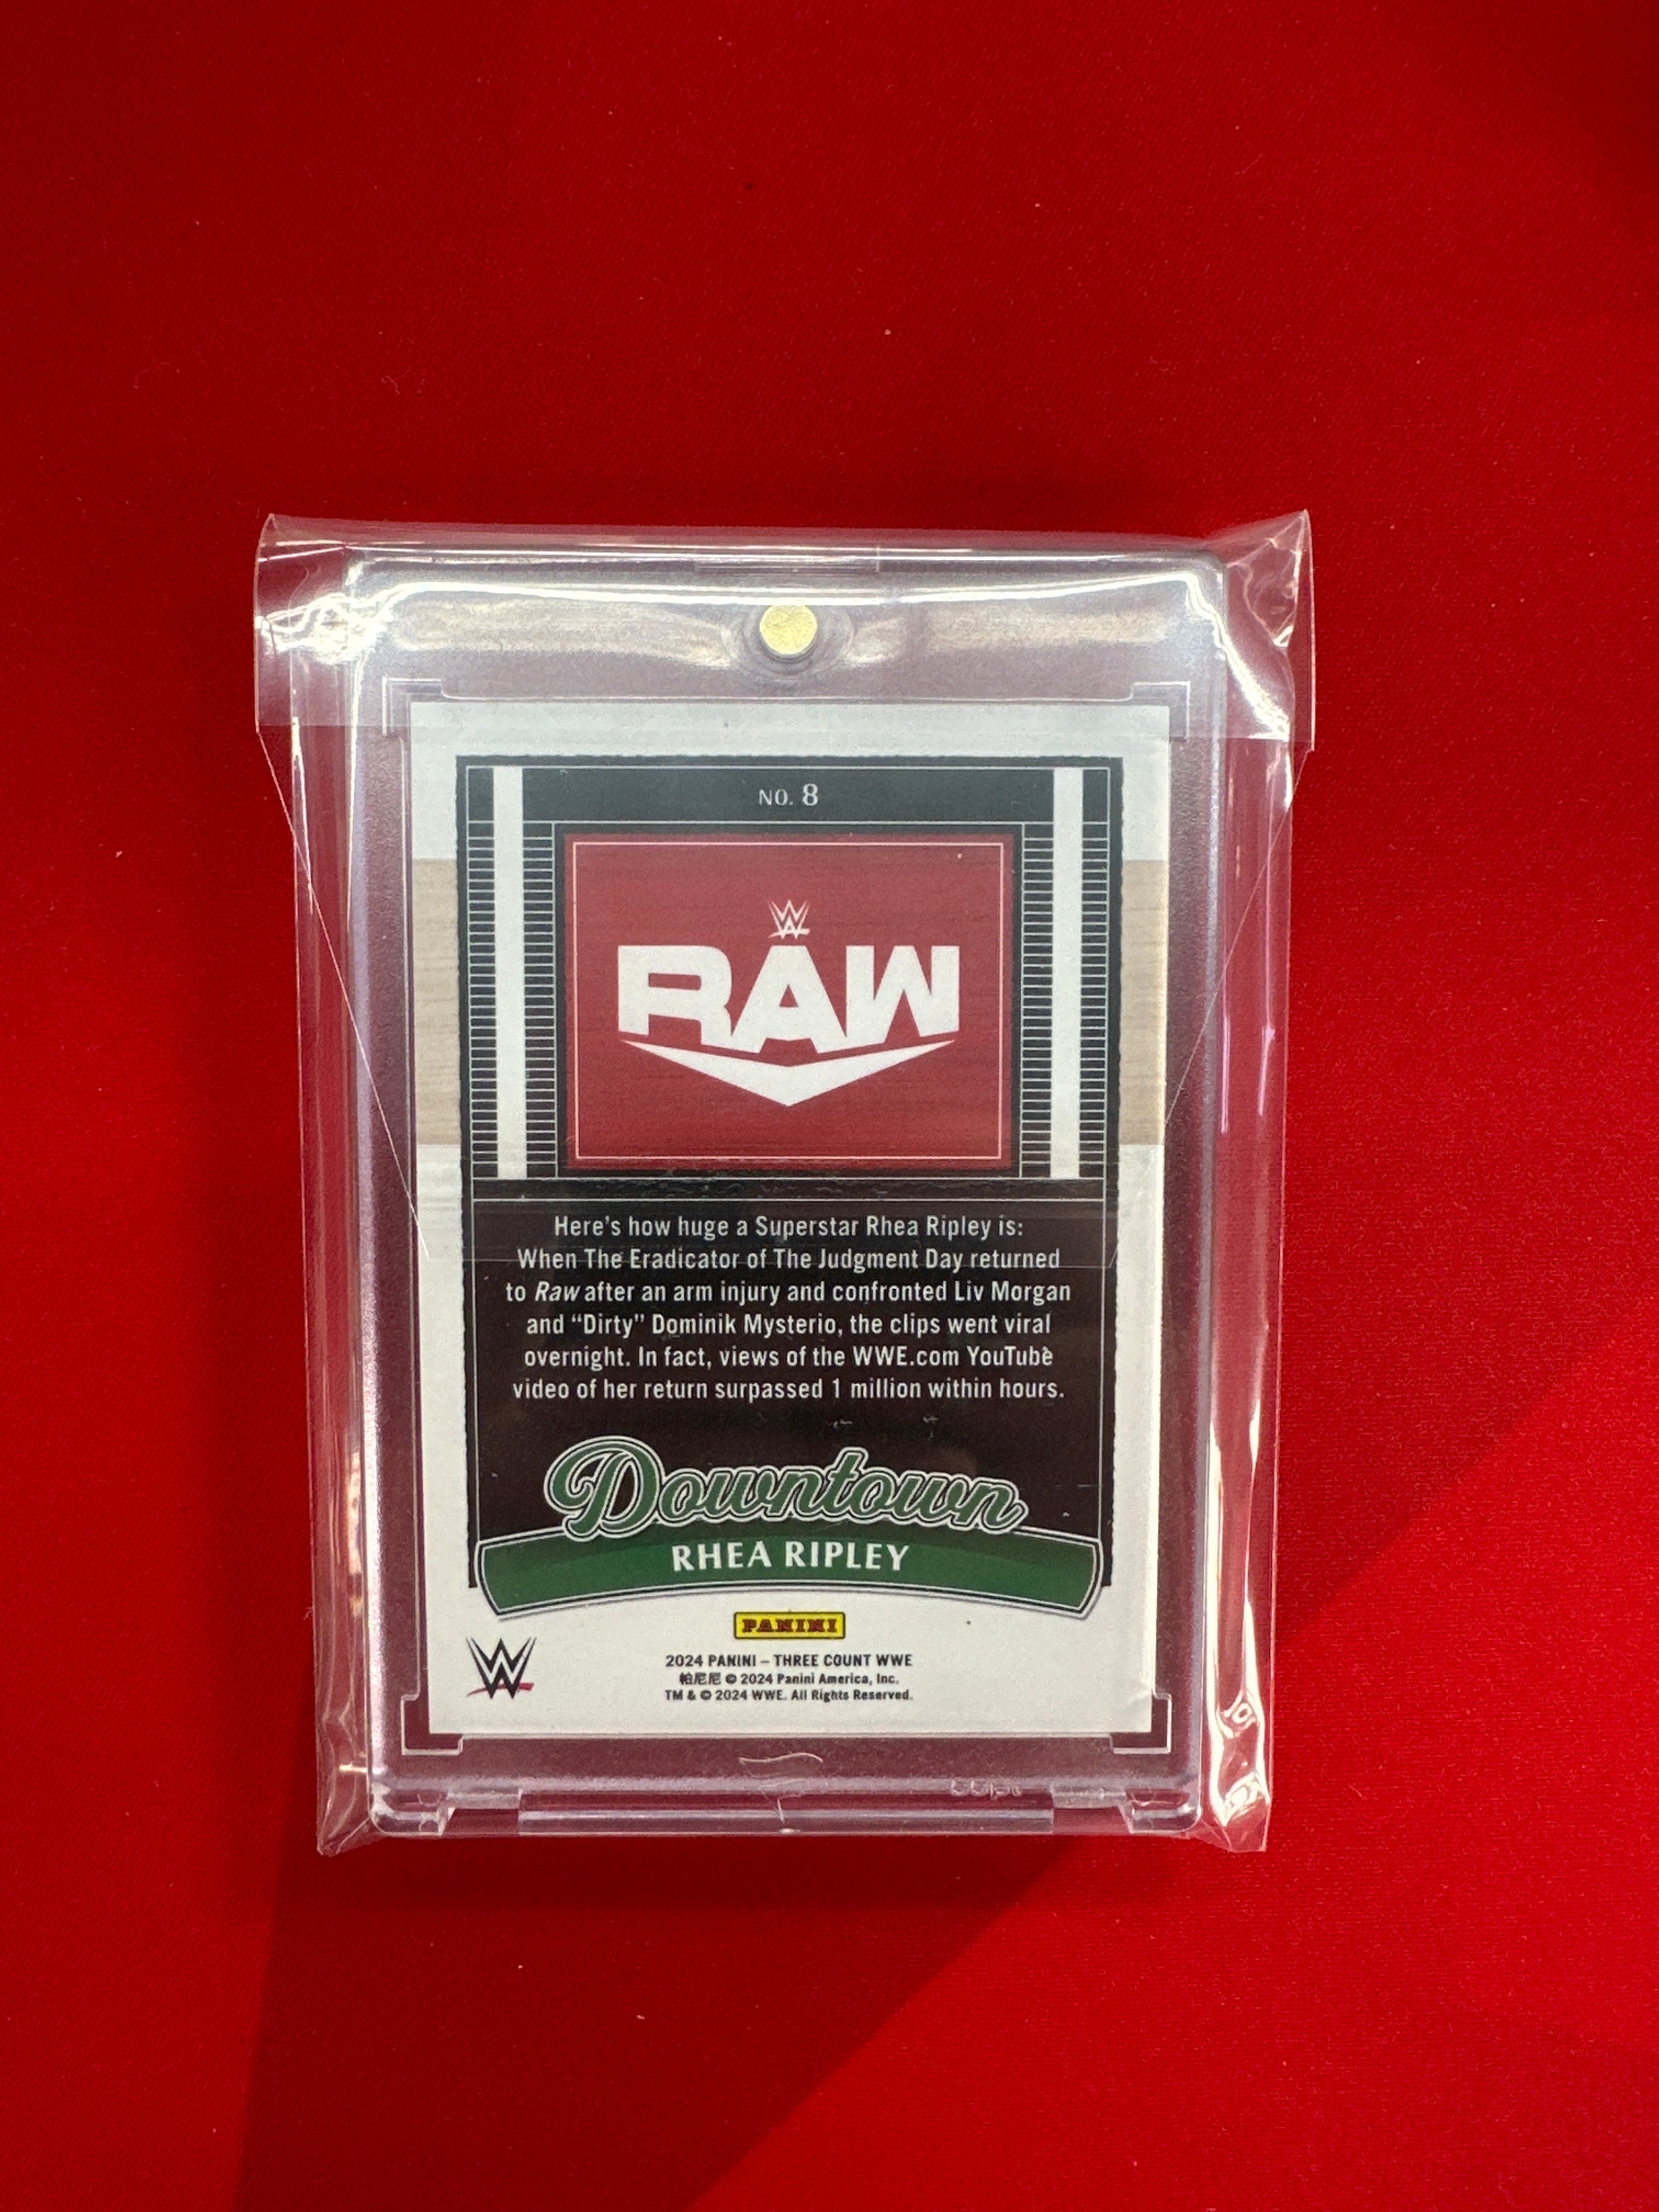 NO. 8
W
RAW
Here's how huge a Superstar Rhea Ripley is:
When The Eradicator of The Judgment Day returned
to Raw after an arm injury and confronted Liv Morgan
and “Dirty” Dominik Mysterio, the clips went viral
overnight. In fact, views of the WWE.com YouTube
video of her return surpassed 1 million within hours.
Downtown
RHEA RIPLEY
PANINI
W
2024 PANINI – THREE COUNT WWE
帕尼尼 © 2024 Panini America, Inc.
TM & © 2024 WWE. All Rights Reserved.